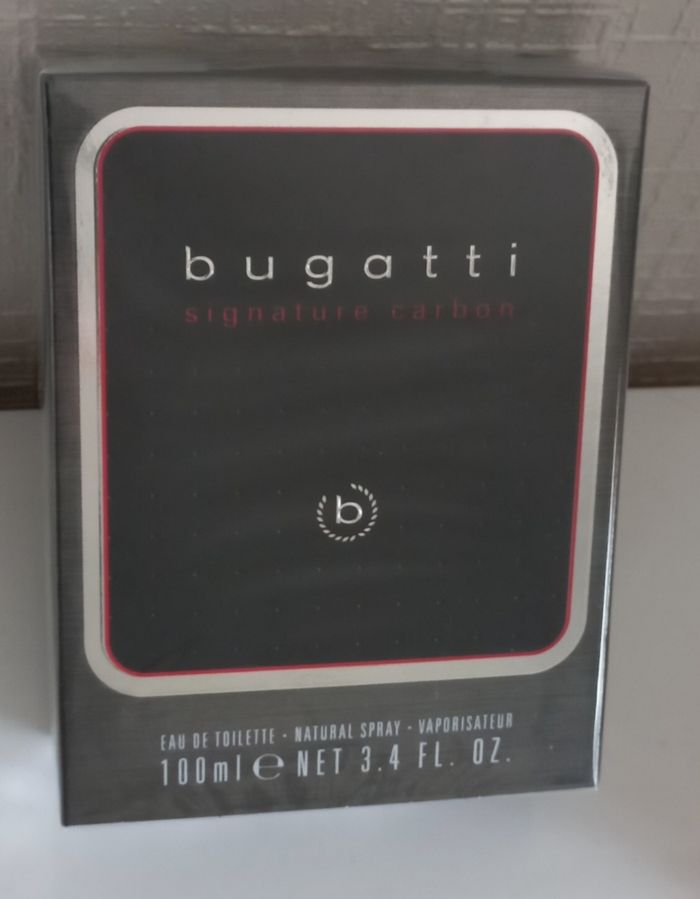 bugatti
signature carbon
b
EAU DE TOILETTE - NATURAL SPRAY - VAPORISATEUR
100ml e NET 3.4 FL. OZ.